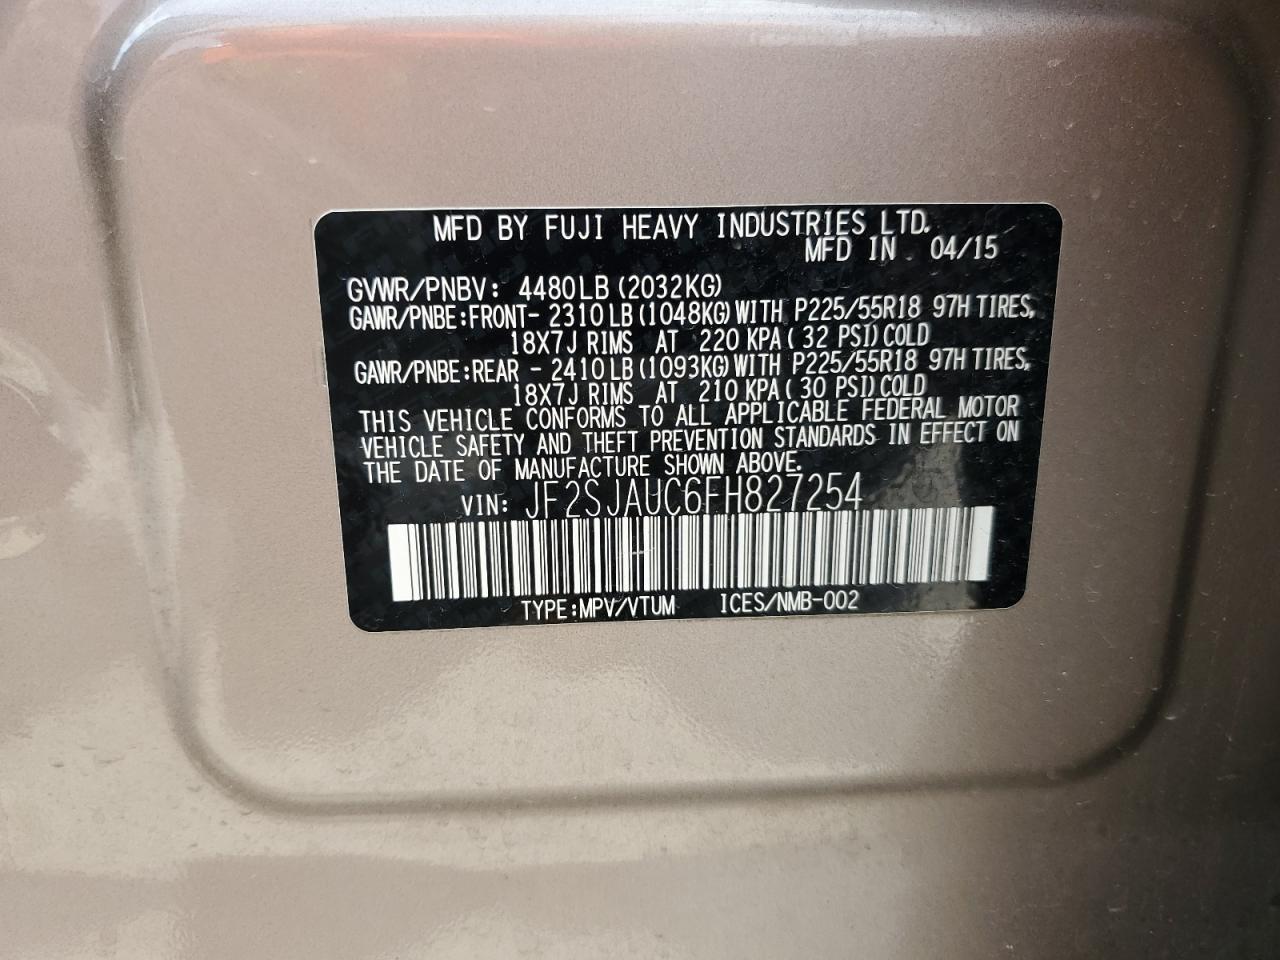 MFD BY FUJI HEAVY INDUSTRIES LTD.
MFD IN 04/15
GVWR/PNBV: 4480LB (2032KG)
GAWR/PNBE:FRONT- 2310 LB (1048KG) WITH P225/55R18 97H TIRES,
18X7J RIMS AT 220 KPA ( 32 PSI) COLD
GAWR/PNBE:REAR - 2410 LB (1093KG) WITH P225/55R18 97H TIRES,
18X7J RIMS AT 210 KPA ( 30 PSI) COLD
THIS VEHICLE CONFORMS TO ALL APPLICABLE FEDERAL MOTOR
VEHICLE SAFETY AND THEFT PREVENTION STANDARDS IN EFFECT ON
THE DATE OF MANUFACTURE SHOWN ABOVE.
VIN: JF2SJAUC6FH827254
TYPE:MPV/VTUM ICES/NMB-002